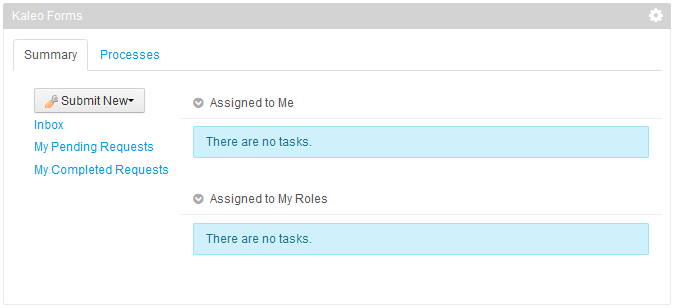 Kaleo Forms
Summary Processes
Submit New
Inbox
My Pending Requests
My Completed Requests
Assigned to Me
There are no tasks.
Assigned to My Roles
There are no tasks.